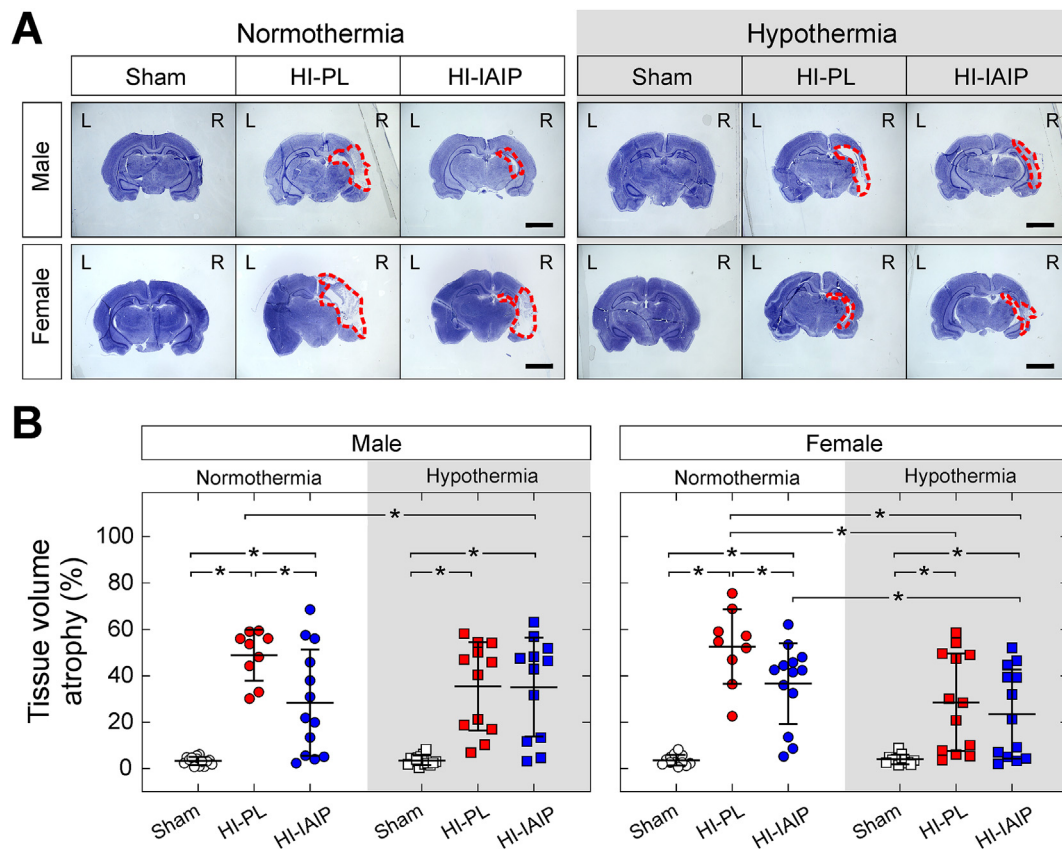 A
Normothermia Hypothermia
Sham HI-PL HI-IAIP Sham HI-PL HI-IAIP
Male L R L R L R L R L R L R
Female L R L R L R L R L R L R
B
Male Female
Normothermia Hypothermia Normothermia Hypothermia
* * * * * * * * * * * * * * *
Tissue volume
atrophy (%)
100
80
60
40
20
0
Sham HI-PL HI-IAIP Sham HI-PL HI-IAIP Sham HI-PL HI-IAIP Sham HI-PL HI-IAIP